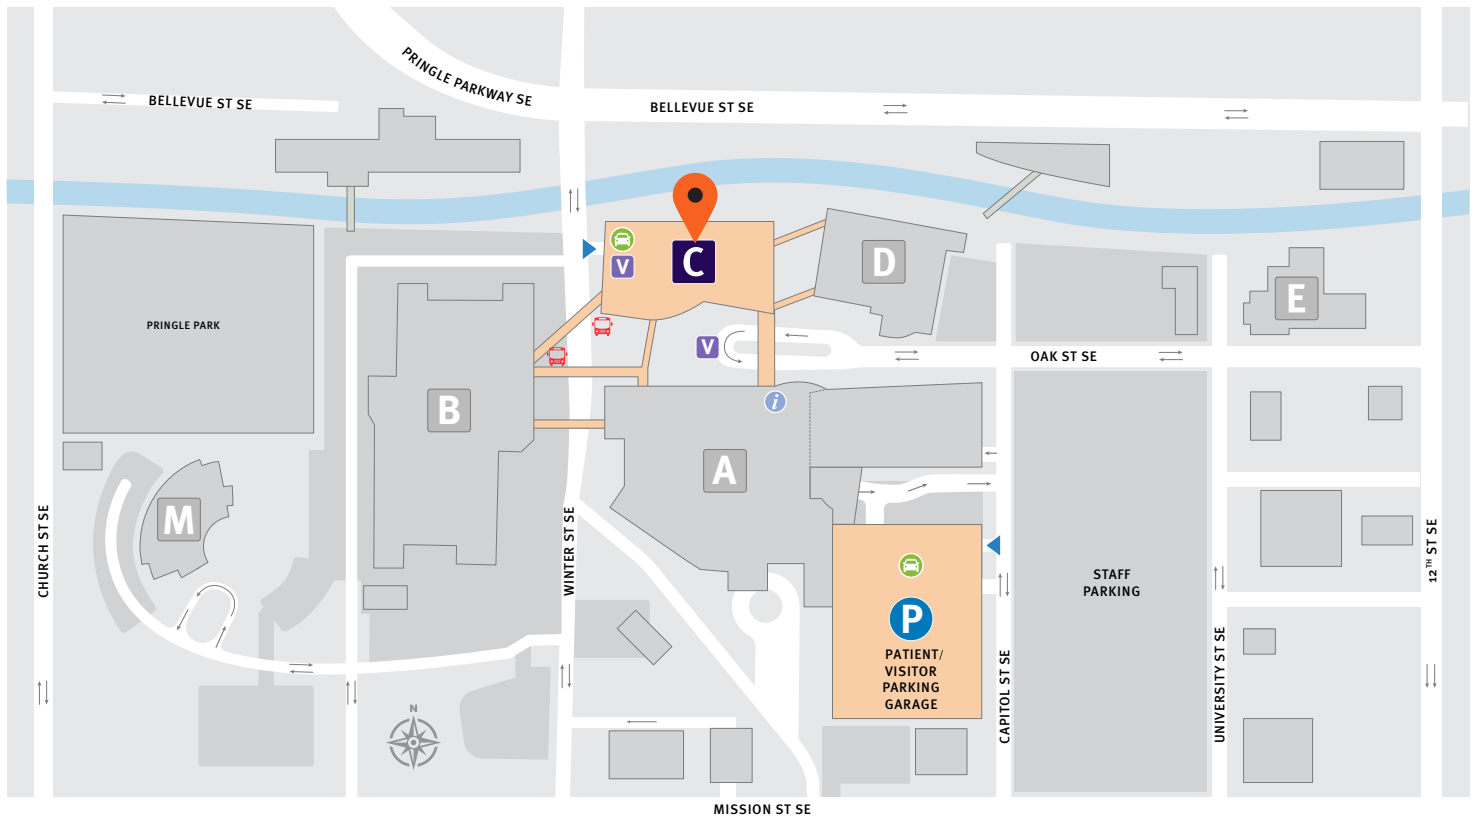 PRINGLE PARKWAY SE
BELLEVUE ST SE
BELLEVUE ST SE
C
V
D
E
PRINGLE PARK
V
OAK ST SE
i
B
A
M
CHURCH ST SE
WINTER ST SE
12TH ST SE
STAFF
PARKING
P
PATIENT/
VISITOR
PARKING
GARAGE
CAPITOL ST SE
UNIVERSITY ST SE
N
MISSION ST SE